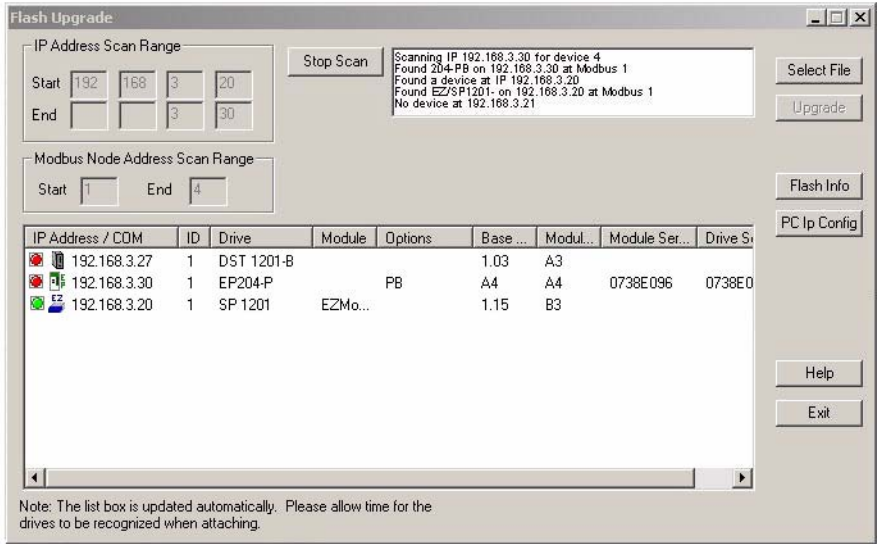 Flash Upgrade
IP Address Scan Range
Start 192 168 3 20
End 3 30
Stop Scan
Scanning IP 192.168.3.30 for device 4
Found 204-PB on 192.168.3.30 at Modbus 1
Found a device at IP 192.168.3.20
Found EZ/SP1201- on 192.168.3.20 at Modbus 1
No device at 192.168.3.21
Select File
Upgrade
Modbus Node Address Scan Range
Start 1 End 4
Flash Info
PC Ip Config
IP Address / COM ID Drive Module Options Base ... Modul... Module Ser... Drive S
192.168.3.27 1 DST 1201-B 1.03 A3
192.168.3.30 1 EP204-P PB A4 A4 0738E096 0738E0
EZ 192.168.3.20 1 SP 1201 EZMo... 1.15 B3
Help
Exit
Note: The list box is updated automatically. Please allow time for the
drives to be recognized when attaching.